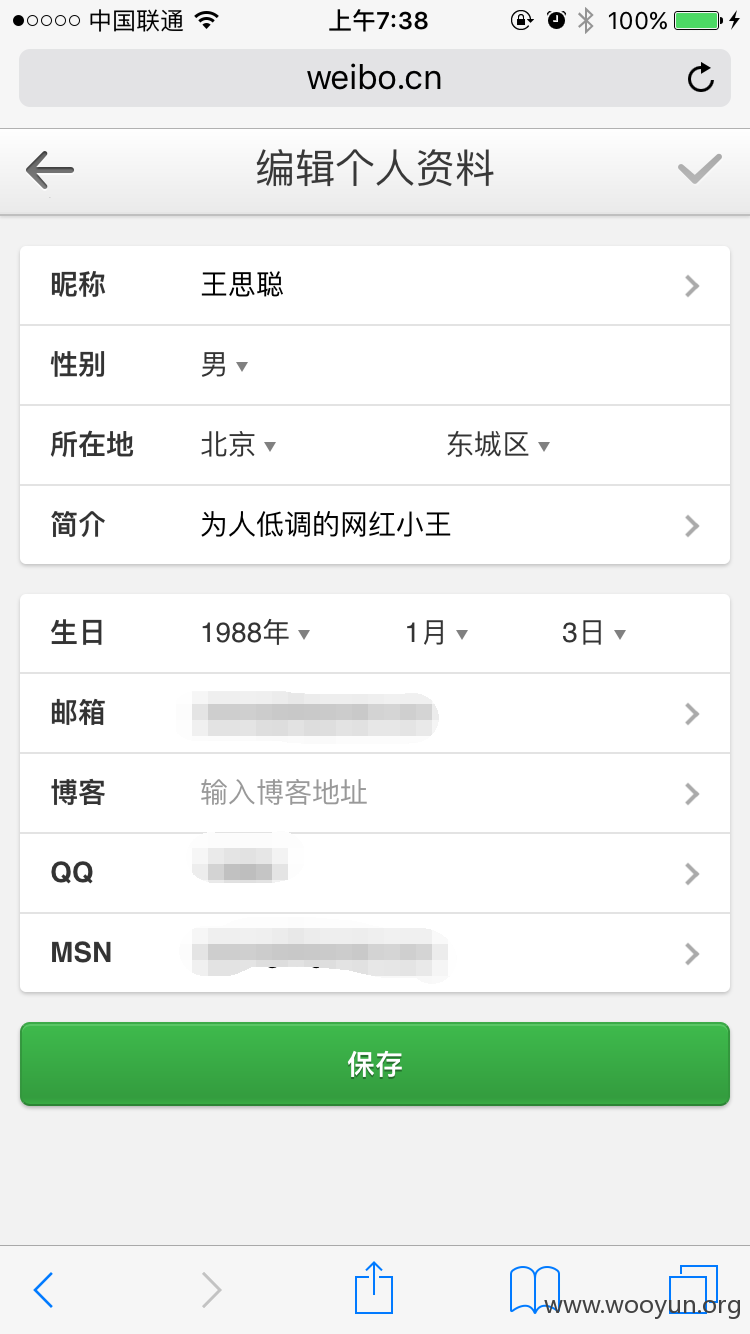 中国联通 上午7:38 100%
weibo.cn
编辑个人资料
昵称 王思聪
性别 男
所在地 北京 东城区
简介 为人低调的网红小王
生日 1988年 1月 3日
邮箱
博客 输入博客地址
QQ
MSN
保存
www.wooyun.org